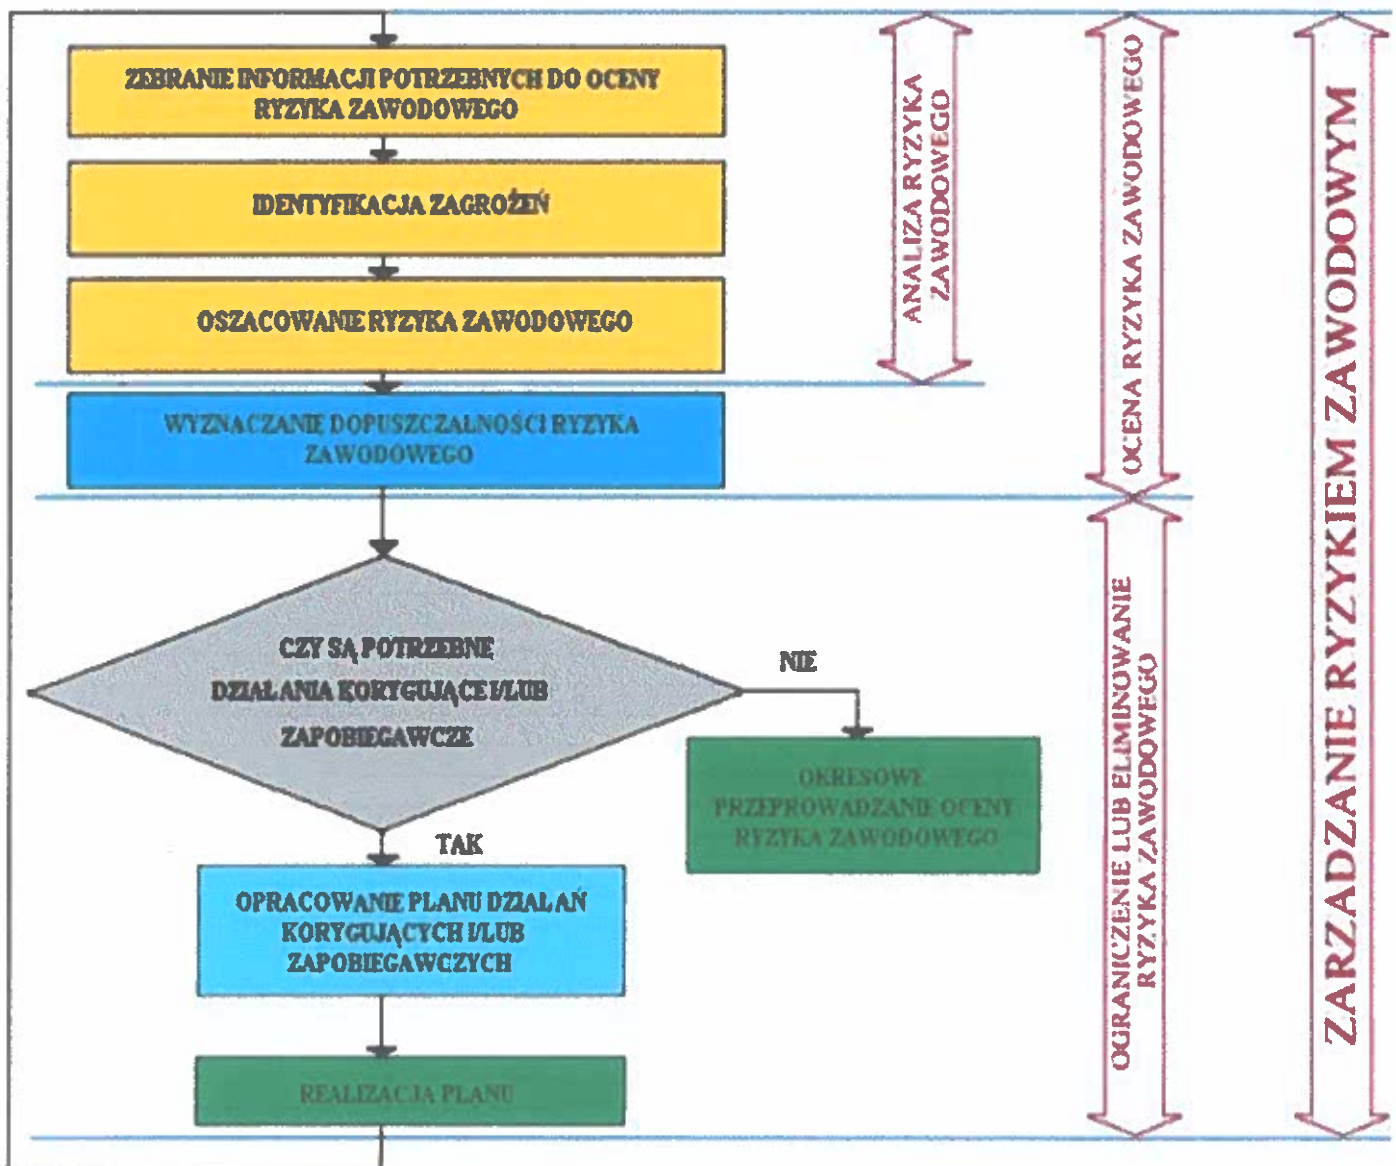 ZEBRANIE INFORMACJI POTRZEBNYCH DO OCENY
RYZYKA ZAWODOWEGO
IDENTYFIKACJA ZAGROŻEŃ
OSZACOWANIE RYZYKA ZAWODOWEGO
WYZNACZANIE DOPUSZCZALNOŚCI RYZYKA
ZAWODOWEGO
CZY SĄ POTRZEBNE
DZIAŁANIA KORYGUJĄCE I/LUB
ZAPOBIEGAWCZE
NIE
OKRESOWE
PRZEPROWADZANIE OCENY
RYZYKA ZAWODOWEGO
TAK
OPRACOWANIE PLANU DZIAŁAŃ
KORYGUJĄCYCH I/LUB
ZAPOBIEGAWCZYCH
REALIZACJA PLANU
ANALIZA RYZYKA
ZAWODOWEGO
OCENA RYZYKA ZAWODOWEGO
OGRANICZENIE LUB ELIMINOWANIE
RYZYKA ZAWODOWEGO
ZARZADZANIE RYZYKIEM ZAWODOWYM